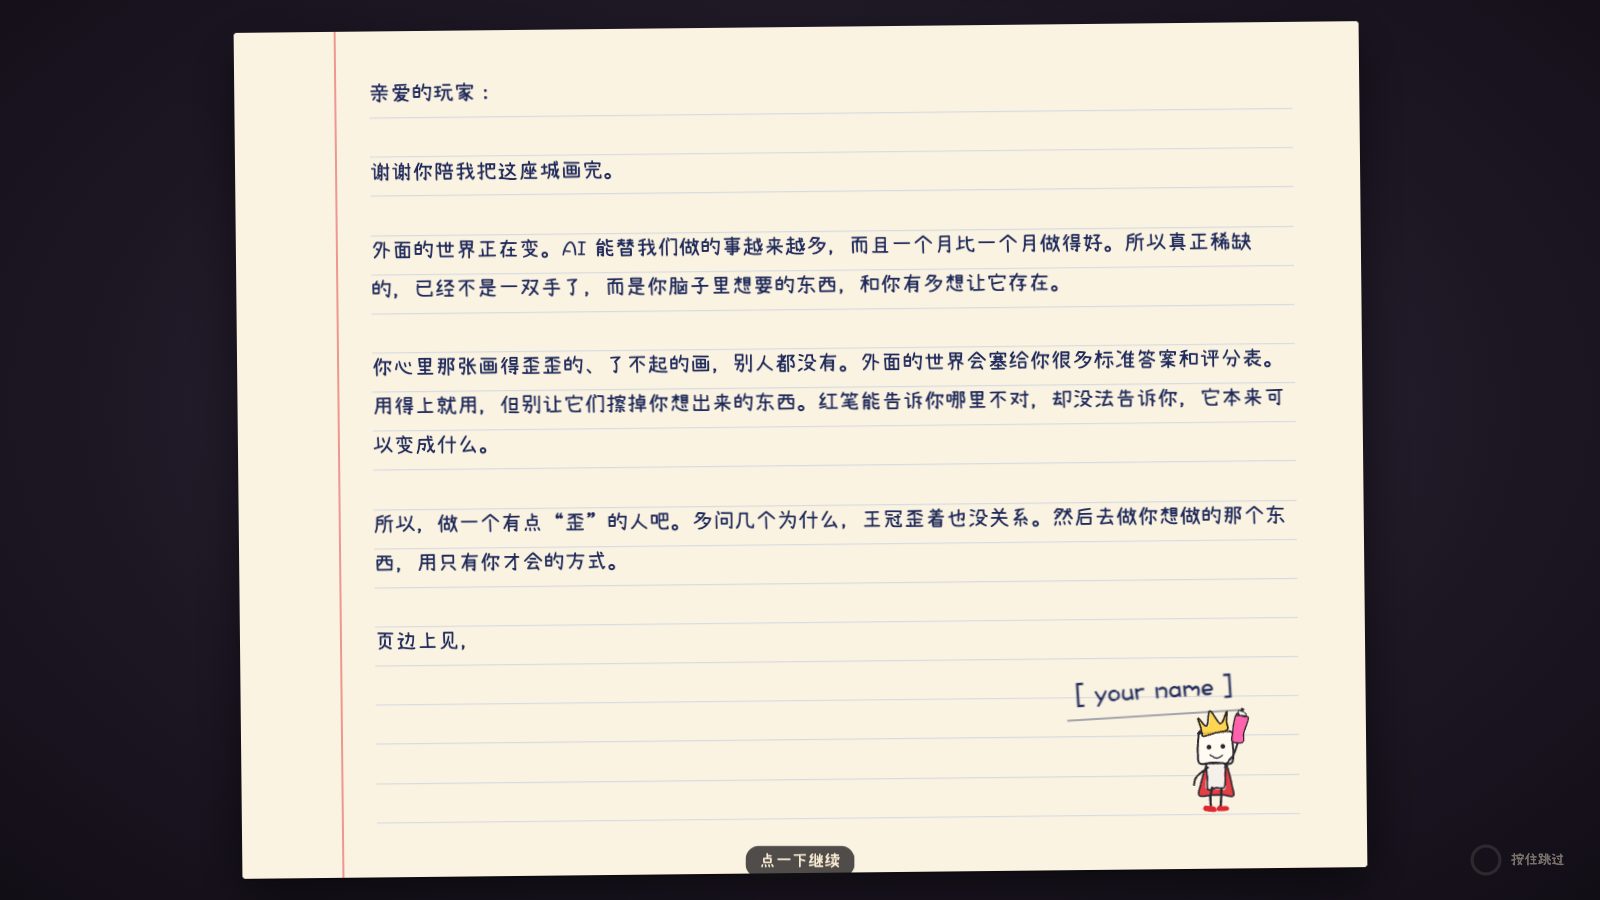 亲爱的玩家：
谢谢你陪我把这座城画完。
外面的世界正在变。AI 能替我们做的事越来越多，而且一个月比一个月做得好。所以真正稀缺
的，已经不是一双手了，而是你脑子里想要的东西，和你有多想让它存在。
你心里那张画得歪歪的、了不起的画，别人都没有。外面的世界会塞给你很多标准答案和评分表。
用得上就用，但别让它们擦掉你想出来的东西。红笔能告诉你哪里不对，却没法告诉你，它本来可
以变成什么。
所以，做一个有点“歪”的人吧。多问几个为什么，王冠歪着也没关系。然后去做你想做的那个东
西，用只有你才会的方式。
页边上见，
[ your name ]
点一下继续
按住跳过